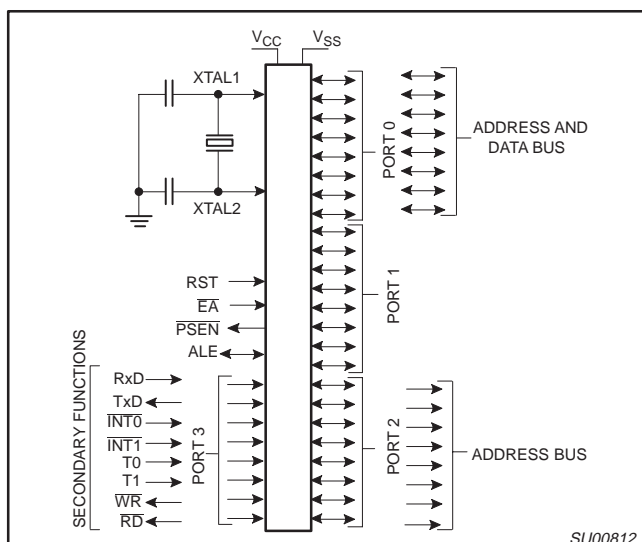 VCC VSS
XTAL1
XTAL2
PORT 0
ADDRESS AND
DATA BUS
RST
EA
PSEN
ALE
PORT 1
SECONDARY FUNCTIONS
RxD
TxD
INT0
INT1
T0
T1
WR
RD
PORT 3
PORT 2
ADDRESS BUS
SU00812